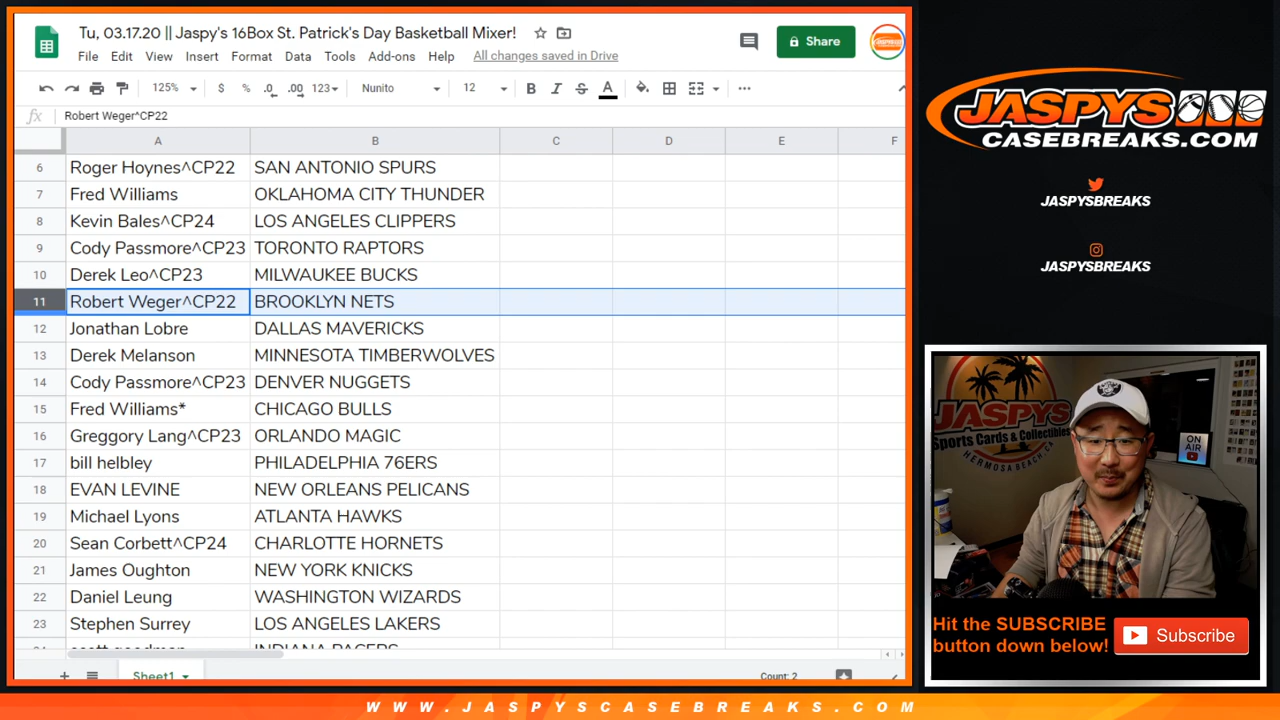 Tu, 03.17.20 || Jaspy's 16Box St. Patrick's Day Basketball Mixer!
Share
File Edit View Insert Format Data Tools Add-ons Help All changes saved in Drive
125% $ % .0 .00 123 Nunito 12 B I S A
fx Robert Weger^CP22
A B C D E F
6 Roger Hoynes^CP22 SAN ANTONIO SPURS
7 Fred Williams OKLAHOMA CITY THUNDER
8 Kevin Bales^CP24 LOS ANGELES CLIPPERS
9 Cody Passmore^CP23 TORONTO RAPTORS
10 Derek Leo^CP23 MILWAUKEE BUCKS
11 Robert Weger^CP22 BROOKLYN NETS
12 Jonathan Lobre DALLAS MAVERICKS
13 Derek Melanson MINNESOTA TIMBERWOLVES
14 Cody Passmore^CP23 DENVER NUGGETS
15 Fred Williams* CHICAGO BULLS
16 Greggory Lang^CP23 ORLANDO MAGIC
17 bill helbley PHILADELPHIA 76ERS
18 EVAN LEVINE NEW ORLEANS PELICANS
19 Michael Lyons ATLANTA HAWKS
20 Sean Corbett^CP24 CHARLOTTE HORNETS
21 James Oughton NEW YORK KNICKS
22 Daniel Leung WASHINGTON WIZARDS
23 Stephen Surrey LOS ANGELES LAKERS
scott goodman INDIANA PACERS
Sheet1 Count: 2
JASPYS
CASEBREAKS.COM
JASPYSBREAKS
JASPYSBREAKS
JASPYS
Sports Cards & Collectibles
HERMOSA BEACH, CA
ON
AIR
Hit the SUBSCRIBE
button down below!
Subscribe
WWW.JASPYSCASEBREAKS.COM